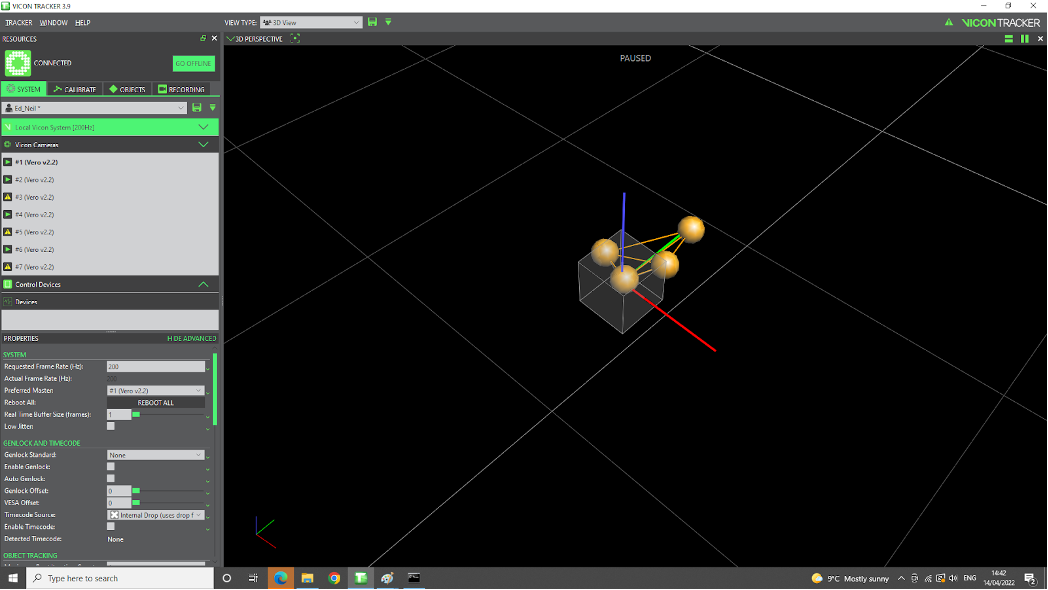 VICON TRACKER 3.9
TRACKER WINDOW HELP
VIEW TYPE: 3D View
VICON TRACKER
RESOURCES
3D PERSPECTIVE
CONNECTED
GO OFFLINE
PAUSED
SYSTEM CALIBRATE OBJECTS RECORDING
Ed_Neil *
Local Vicon System [200Hz]
Vicon Cameras
#1 (Vero v2.2)
#2 (Vero v2.2)
#3 (Vero v2.2)
#4 (Vero v2.2)
#5 (Vero v2.2)
#6 (Vero v2.2)
#7 (Vero v2.2)
Control Devices
Devices
PROPERTIES HIDE ADVANCED
SYSTEM
Requested Frame Rate (Hz): 200
Actual Frame Rate (Hz): 200
Preferred Master: #1 (Vero v2.2)
Reboot All: REBOOT ALL
Real Time Buffer Size (frames): 1
Low Jitter:
GENLOCK AND TIMECODE
Genlock Standard: None
Enable Genlock:
Auto Genlock:
Genlock Offset: 0
VESA Offset: 0
Timecode Source: Internal Drop (uses drop f
Enable Timecode:
Detected Timecode: None
OBJECT TRACKING
Type here to search
9°C Mostly sunny
ENG
14:42
14/04/2022
2